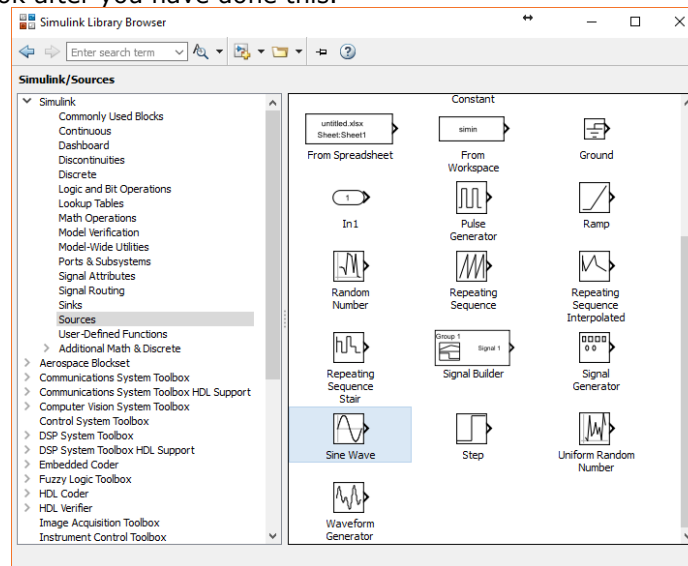 ok after you have done this.
Simulink Library Browser
Enter search term
Simulink/Sources
Simulink
Commonly Used Blocks
Continuous
Dashboard
Discontinuities
Discrete
Logic and Bit Operations
Lookup Tables
Math Operations
Model Verification
Model-Wide Utilities
Ports & Subsystems
Signal Attributes
Signal Routing
Sinks
Sources
User-Defined Functions
Additional Math & Discrete
Aerospace Blockset
Communications System Toolbox
Communications System Toolbox HDL Support
Computer Vision System Toolbox
Control System Toolbox
DSP System Toolbox
DSP System Toolbox HDL Support
Embedded Coder
Fuzzy Logic Toolbox
HDL Coder
HDL Verifier
Image Acquisition Toolbox
Instrument Control Toolbox
Constant
untitled.xlsx
Sheet:Sheet1
From Spreadsheet
simin
From
Workspace
Ground
1
In1
Pulse
Generator
Ramp
Random
Number
Repeating
Sequence
Repeating
Sequence
Interpolated
Repeating
Sequence
Stair
Group 1
Signal 1
Signal Builder
Signal
Generator
Sine Wave
Step
Uniform Random
Number
Waveform
Generator